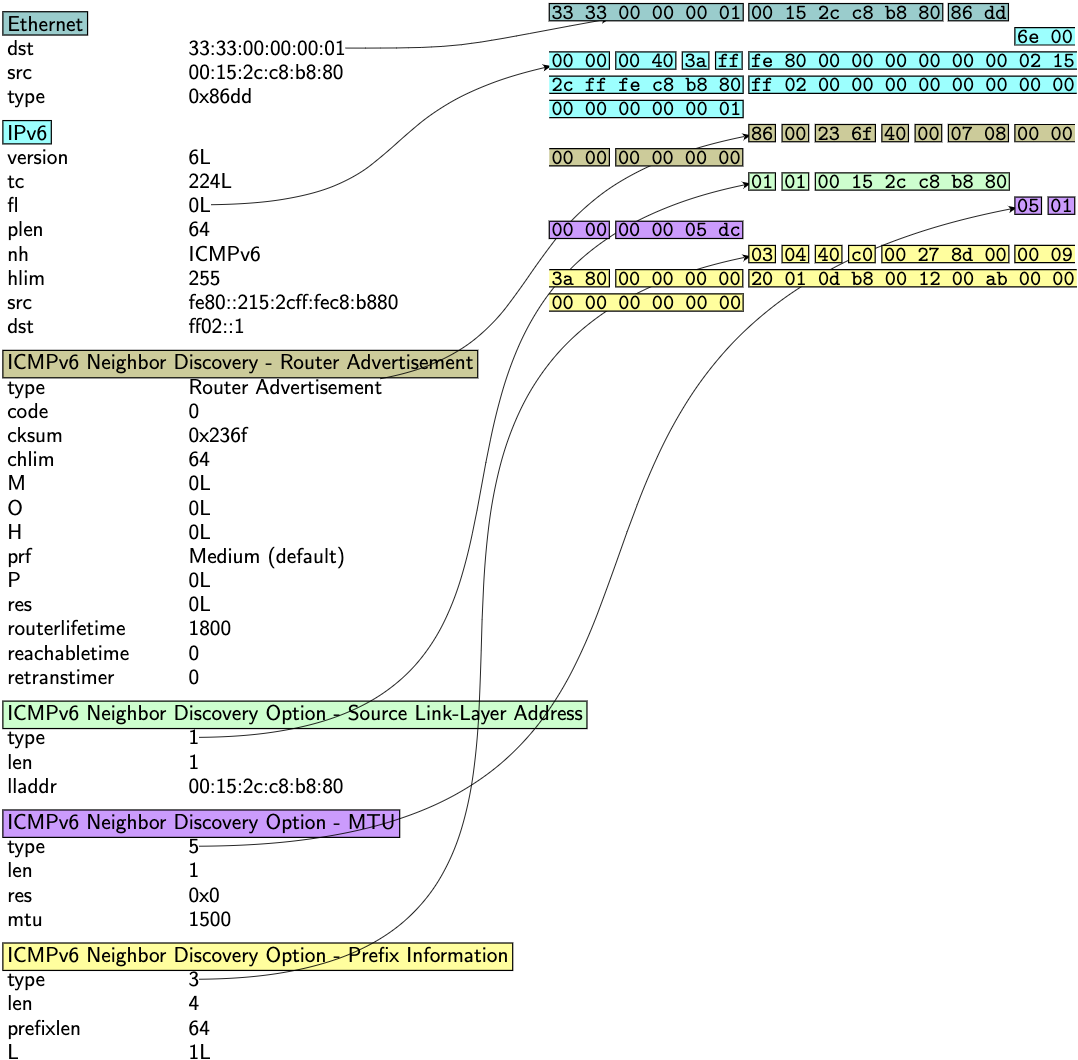 Ethernet
dst 33:33:00:00:00:01
src 00:15:2c:c8:b8:80
type 0x86dd
IPv6
version 6L
tc 224L
fl 0L
plen 64
nh ICMPv6
hlim 255
src fe80::215:2cff:fec8:b880
dst ff02::1
ICMPv6 Neighbor Discovery - Router Advertisement
type Router Advertisement
code 0
cksum 0x236f
chlim 64
M 0L
O 0L
H 0L
prf Medium (default)
P 0L
res 0L
routerlifetime 1800
reachabletime 0
retranstimer 0
ICMPv6 Neighbor Discovery Option - Source Link-Layer Address
type 1
len 1
lladdr 00:15:2c:c8:b8:80
ICMPv6 Neighbor Discovery Option - MTU
type 5
len 1
res 0x0
mtu 1500
ICMPv6 Neighbor Discovery Option - Prefix Information
type 3
len 4
prefixlen 64
L 1L
33 33 00 00 00 01 00 15 2c c8 b8 80 86 dd
6e 00
00 00 00 40 3a ff fe 80 00 00 00 00 00 00 02 15
2c ff fe c8 b8 80 ff 02 00 00 00 00 00 00 00 00
00 00 00 00 00 01
86 00 23 6f 40 00 07 08 00 00
00 00 00 00 00 00
01 01 00 15 2c c8 b8 80
05 01
00 00 00 00 05 dc
03 04 40 c0 00 27 8d 00 00 09
3a 80 00 00 00 00 20 01 0d b8 00 12 00 ab 00 00
00 00 00 00 00 00